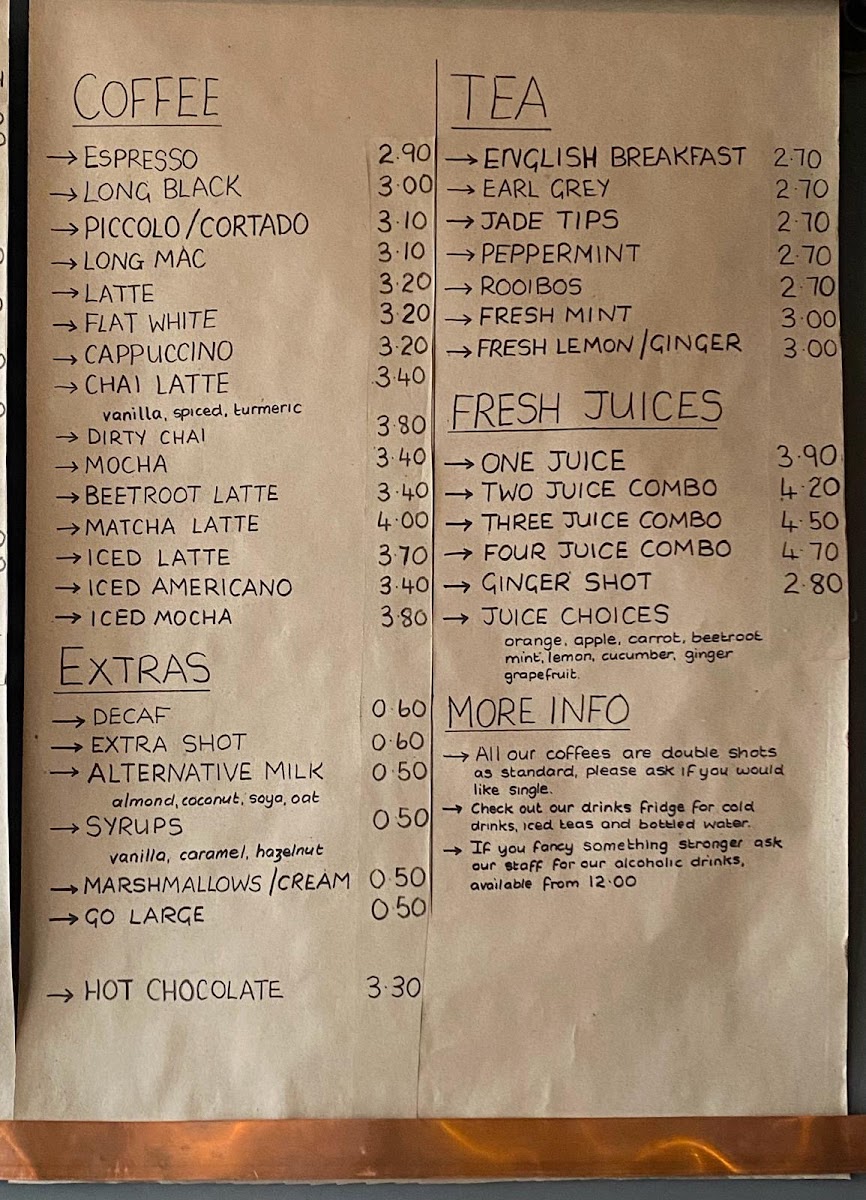 COFFEE
→ ESPRESSO 2.90
→ LONG BLACK 3.00
→ PICCOLO/CORTADO 3.10
→ LONG MAC 3.10
→ LATTE 3.20
→ FLAT WHITE 3.20
→ CAPPUCCINO 3.20
→ CHAI LATTE 3.40
vanilla, spiced, turmeric
→ DIRTY CHAI 3.80
→ MOCHA 3.40
→ BEETROOT LATTE 3.40
→ MATCHA LATTE 4.00
→ ICED LATTE 3.70
→ ICED AMERICANO 3.40
→ ICED MOCHA 3.80
EXTRAS
→ DECAF 0.60
→ EXTRA SHOT 0.60
→ ALTERNATIVE MILK 0.50
almond, coconut, soya, oat
→ SYRUPS 0.50
vanilla, caramel, hazelnut
→ MARSHMALLOWS/CREAM 0.50
→ GO LARGE 0.50
→ HOT CHOCOLATE 3.30
TEA
→ ENGLISH BREAKFAST 2.70
→ EARL GREY 2.70
→ JADE TIPS 2.70
→ PEPPERMINT 2.70
→ ROOIBOS 2.70
→ FRESH MINT 3.00
→ FRESH LEMON/GINGER 3.00
FRESH JUICES
→ ONE JUICE 3.90
→ TWO JUICE COMBO 4.20
→ THREE JUICE COMBO 4.50
→ FOUR JUICE COMBO 4.70
→ GINGER SHOT 2.80
→ JUICE CHOICES
orange, apple, carrot, beetroot
mint, lemon, cucumber, ginger
grapefruit.
MORE INFO
→ All our coffees are double shots
as standard, please ask if you would
like single.
→ Check out our drinks fridge for cold
drinks, iced teas and bottled water.
→ If you fancy something stronger ask
our staff for our alcoholic drinks,
available from 12.00